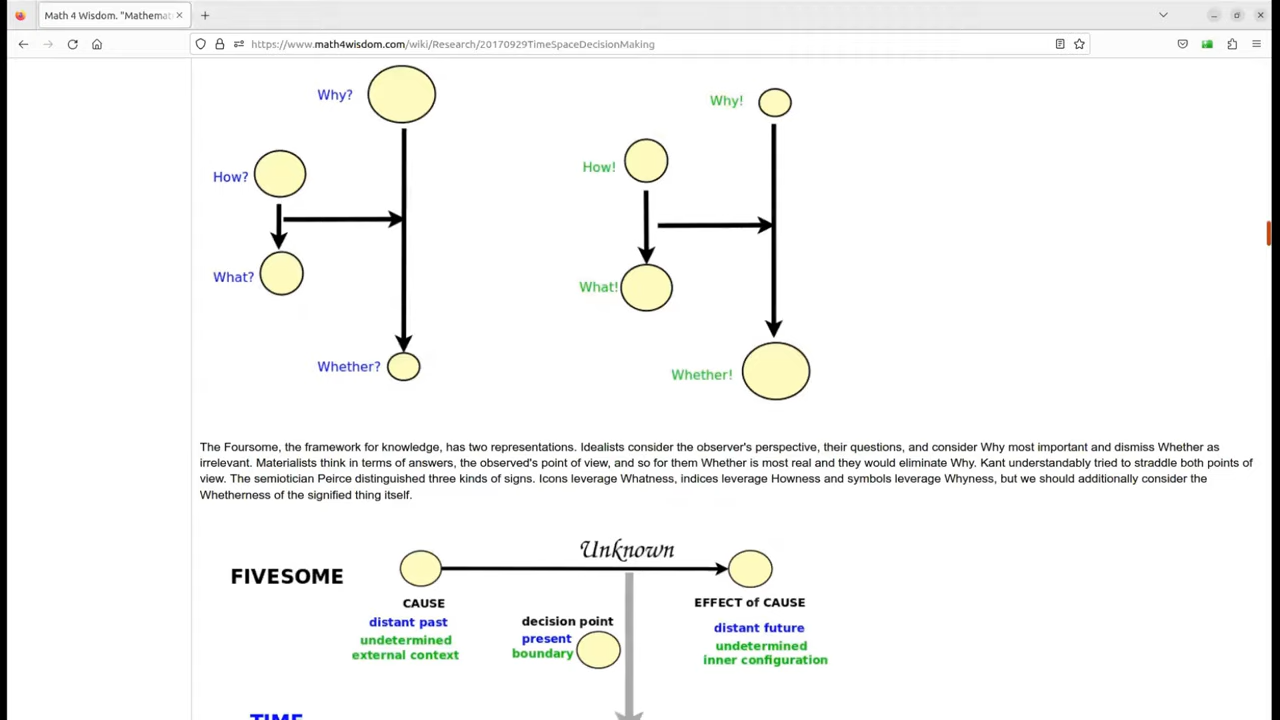 Math 4 Wisdom. "Mathemat
https://www.math4wisdom.com/wiki/Research/20170929TimeSpaceDecisionMaking
Why?
Why!
How?
How!
What?
What!
Whether?
Whether!
The Foursome, the framework for knowledge, has two representations. Idealists consider the observer's perspective, their questions, and consider Why most important and dismiss Whether as
irrelevant. Materialists think in terms of answers, the observed's point of view, and so for them Whether is most real and they would eliminate Why. Kant understandably tried to straddle both points of
view. The semiotician Peirce distinguished three kinds of signs. Icons leverage Whatness, indices leverage Howness and symbols leverage Whyness, but we should additionally consider the
Whetherness of the signified thing itself.
Unknown
FIVESOME
CAUSE
distant past
undetermined
external context
decision point
present
boundary
EFFECT of CAUSE
distant future
undetermined
inner configuration
TIME